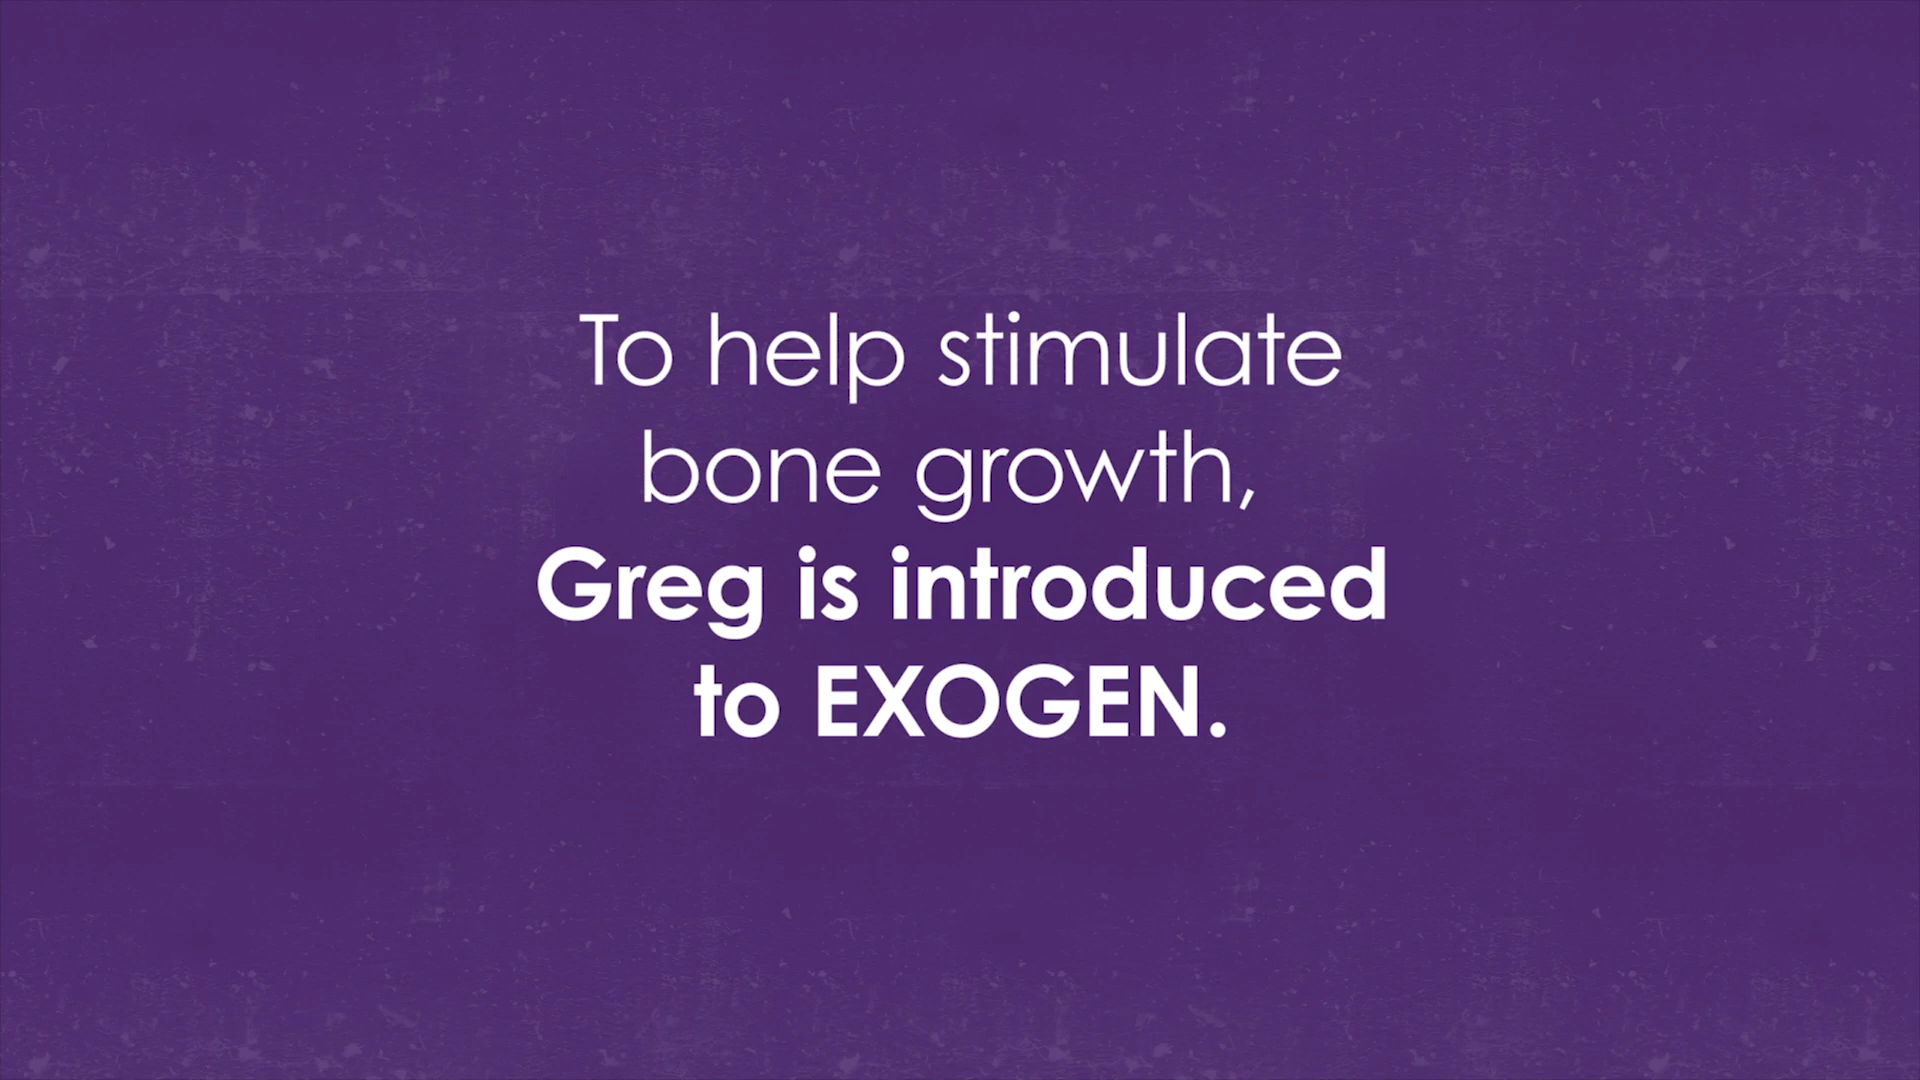 To help stimulate
bone growth,
Greg is introduced
to EXOGEN.